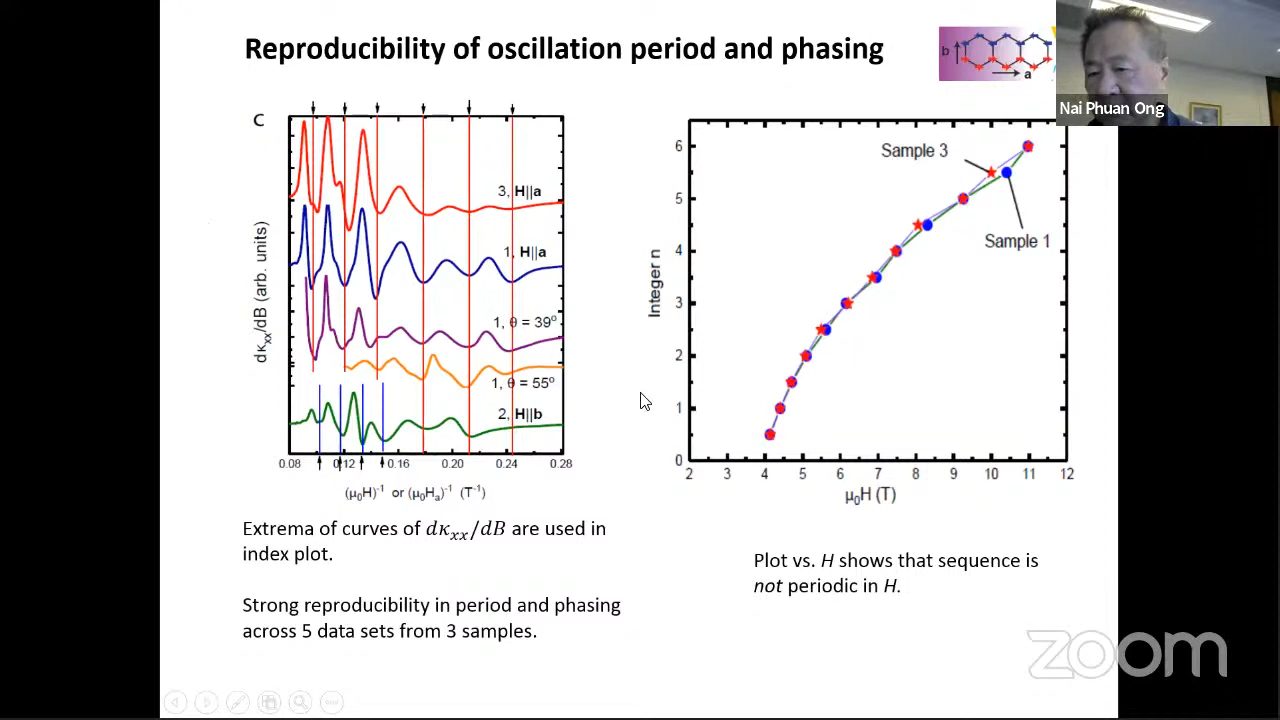 Reproducibility of oscillation period and phasing
b
a
Nai Phuan Ong
C
3, H||a
1, H||a
1, θ = 39º
1, θ = 55º
2, H||b
dκxx/dB (arb. units)
0.08 0.12 0.16 0.20 0.24 0.28
(μ₀H)⁻¹ or (μ₀Hₐ)⁻¹ (T⁻¹)
Sample 3
Sample 1
Integer n
6
5
4
3
2
1
0
2 3 4 5 6 7 8 9 10 11 12
μ₀H (T)
Extrema of curves of dκxx/dB are used in
index plot.
Strong reproducibility in period and phasing
across 5 data sets from 3 samples.
Plot vs. H shows that sequence is
not periodic in H.
zoom